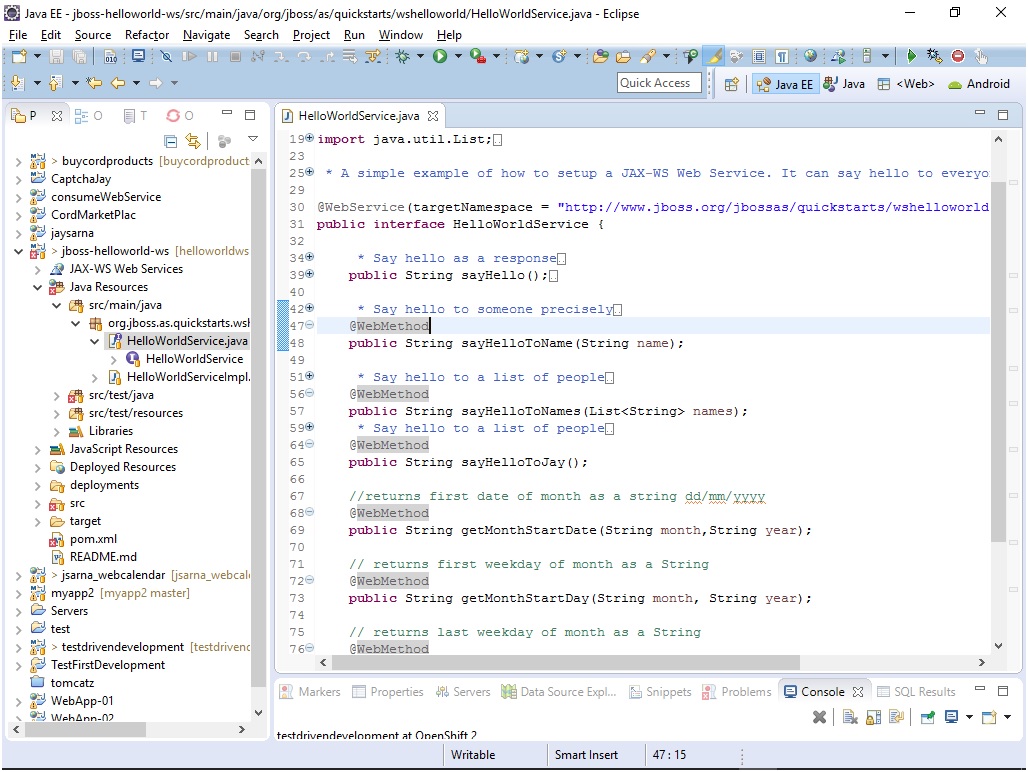 Java EE - jboss-helloworld-ws/src/main/java/org/jboss/as/quickstarts/wshelloworld/HelloWorldService.java - Eclipse
File Edit Source Refactor Navigate Search Project Run Window Help
Quick Access
Java EE Java <Web> Android
P O T O
> buycordproducts [buycordproduct
CaptchaJay
consumeWebService
CordMarketPlac
jaysarna
> jboss-helloworld-ws [helloworldws
JAX-WS Web Services
Java Resources
src/main/java
org.jboss.as.quickstarts.wsh
HelloWorldService.java
HelloWorldService
HelloWorldServiceImpl.
src/test/java
src/test/resources
Libraries
JavaScript Resources
Deployed Resources
deployments
src
target
pom.xml
README.md
> jsarna_webcalendar [jsarna_webcale
myapp2 [myapp2 master]
Servers
test
> testdrivendevelopment [testdrivenc
TestFirstDevelopment
tomcatz
WebApp-01
WebApp-02
HelloWorldService.java
19 import java.util.List;
23
25 * A simple example of how to setup a JAX-WS Web Service. It can say hello to everyo
29
30 @WebService(targetNamespace = "http://www.jboss.org/jbossas/quickstarts/wshelloworld
31 public interface HelloWorldService {
32
34 * Say hello as a response
39 public String sayHello();
40
42 * Say hello to someone precisely
47 @WebMethod
48 public String sayHelloToName(String name);
49
51 * Say hello to a list of people
56 @WebMethod
57 public String sayHelloToNames(List<String> names);
59 * Say hello to a list of people
64 @WebMethod
65 public String sayHelloToJay();
66
67 //returns first date of month as a string dd/mm/yyyy
68 @WebMethod
69 public String getMonthStartDate(String month,String year);
70
71 // returns first weekday of month as a String
72 @WebMethod
73 public String getMonthStartDay(String month, String year);
74
75 // returns last weekday of month as a String
76 @WebMethod
Markers Properties Servers Data Source Expl... Snippets Problems Console SQL Results
testdrivendevelopment at OpenShift 2
Writable Smart Insert 47 : 15